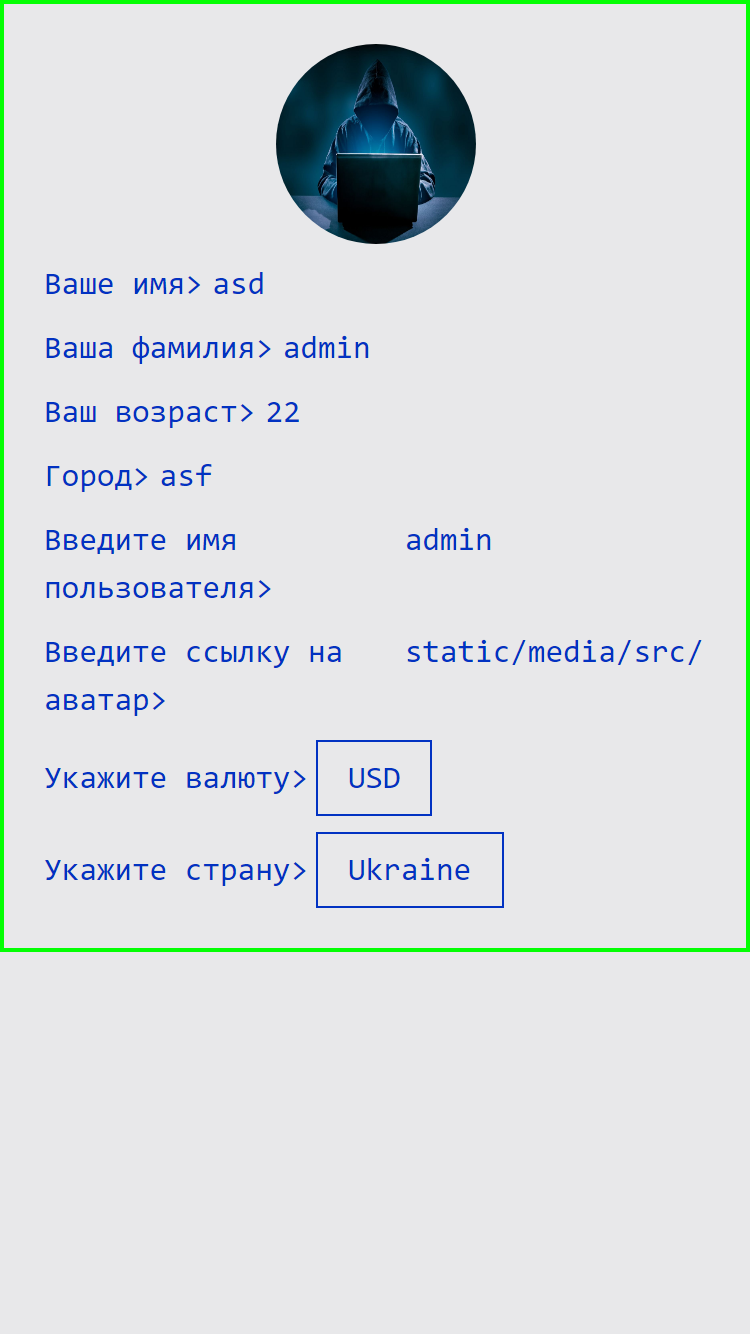 Ваше имя> asd
Ваша фамилия> admin
Ваш возраст> 22
Город> asf
Введите имя admin
пользователя>
Введите ссылку на static/media/src/
аватар>
Укажите валюту> USD
Укажите страну> Ukraine